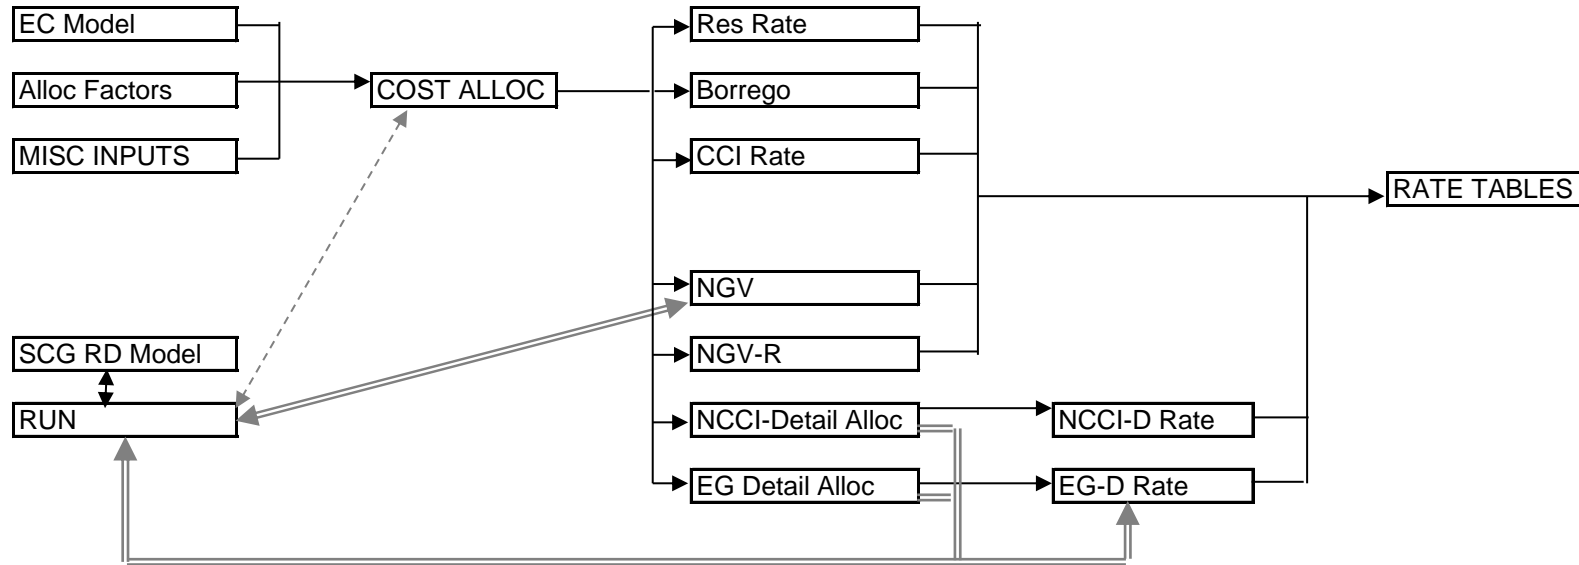 EC Model
Alloc Factors
MISC INPUTS
SCG RD Model
RUN
COST ALLOC
Res Rate
Borrego
CCI Rate
NGV
NGV-R
NCCI-Detail Alloc
EG Detail Alloc
NCCI-D Rate
EG-D Rate
RATE TABLES